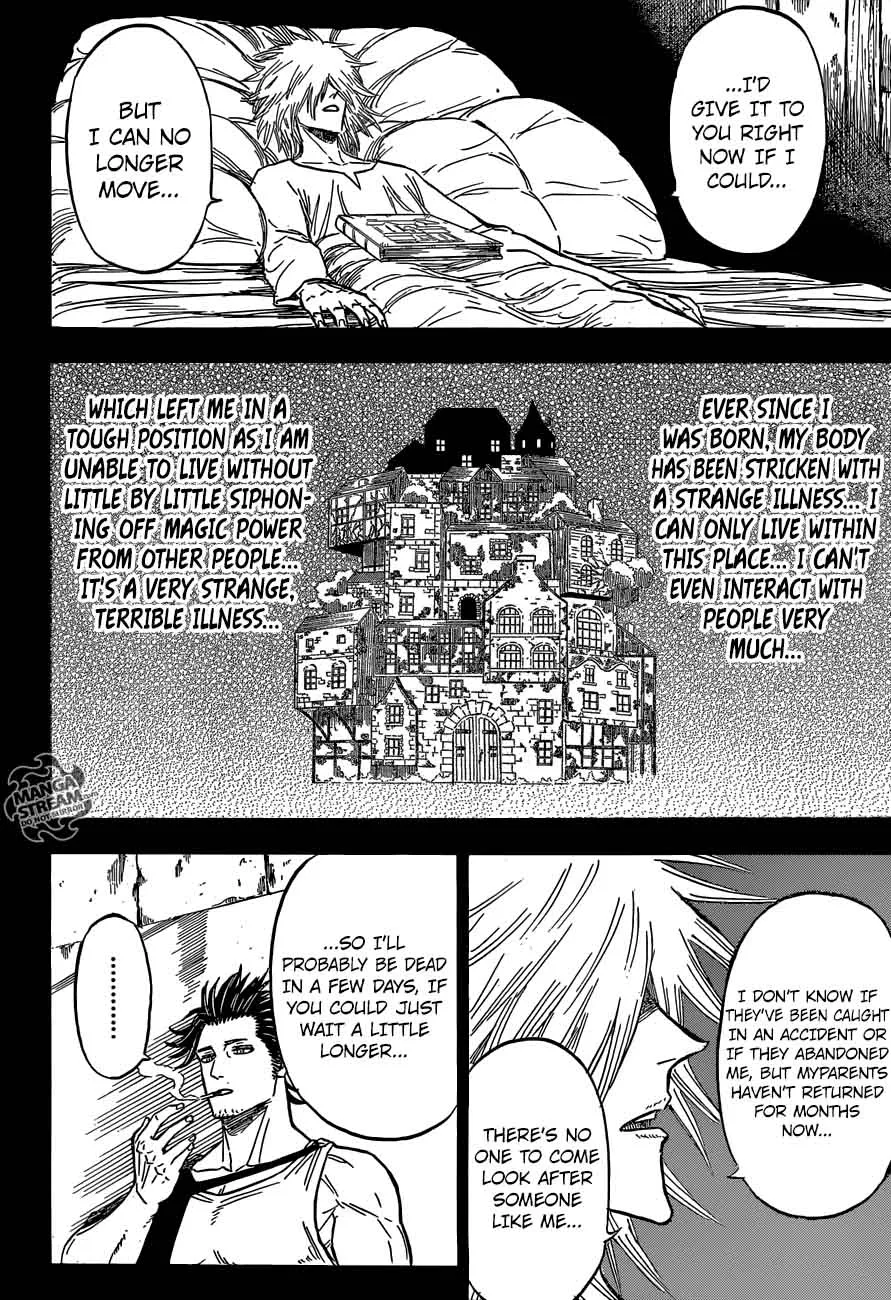 ...I'D
GIVE IT TO
YOU RIGHT
NOW IF I
COULD...
BUT
I CAN NO
LONGER
MOVE...
EVER SINCE I
WAS BORN, MY BODY
HAS BEEN STRICKEN WITH
A STRANGE ILLNESS... I
CAN ONLY LIVE WITHIN
THIS PLACE... I CAN'T
EVEN INTERACT WITH
PEOPLE VERY
MUCH...
WHICH LEFT ME IN A
TOUGH POSITION AS I AM
UNABLE TO LIVE WITHOUT
LITTLE BY LITTLE SIPHON-
ING OFF MAGIC POWER
FROM OTHER PEOPLE...
IT'S A VERY STRANGE,
TERRIBLE ILLNESS...
MANGA
STREAM.com
DO NOT SURVIVE!
I DON'T KNOW IF
THEY'VE BEEN CAUGHT
IN AN ACCIDENT OR
IF THEY ABANDONED
ME, BUT MYPARENTS
HAVEN'T RETURNED
FOR MONTHS
NOW...
THERE'S NO
ONE TO COME
LOOK AFTER
SOMEONE
LIKE ME...
...SO I'LL
PROBABLY BE DEAD
IN A FEW DAYS, IF
YOU COULD JUST
WAIT A LITTLE
LONGER...
.........